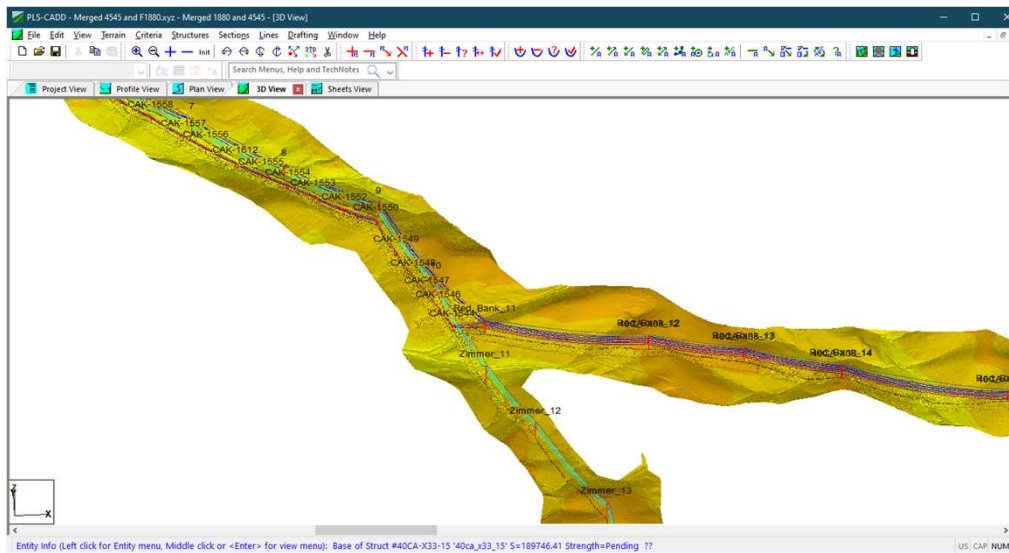 PLS-CADD - Merged 4545 and F1880.xyz - Merged 1880 and 4545 - [3D View]
File Edit View Terrain Criteria Structures Sections Lines Drafting Window Help
Init
3TD
Search Menus, Help and TechNotes
Project View Profile View Plan View 3D View Sheets View
CAK-1558
7
CAK-1557
CAK-1556
CAK-1612
8
CAK-1555
CAK-1554
CAK-1553
9
CAK-1552
CAK-1550
CAK-1549
CAK-1548
10
CAK-1547
CAK-1546
Red_Bank_11
CAK-1544
Zimmer_11
Zimmer_12
Zimmer_13
Z
Y
X
Entity Info (Left click for Entity menu, Middle click or <Enter> for view menu): Base of Struct #40CA-X33-15 '40ca_x33_15' S=189746.41 Strength=Pending ??
US CAP NUM